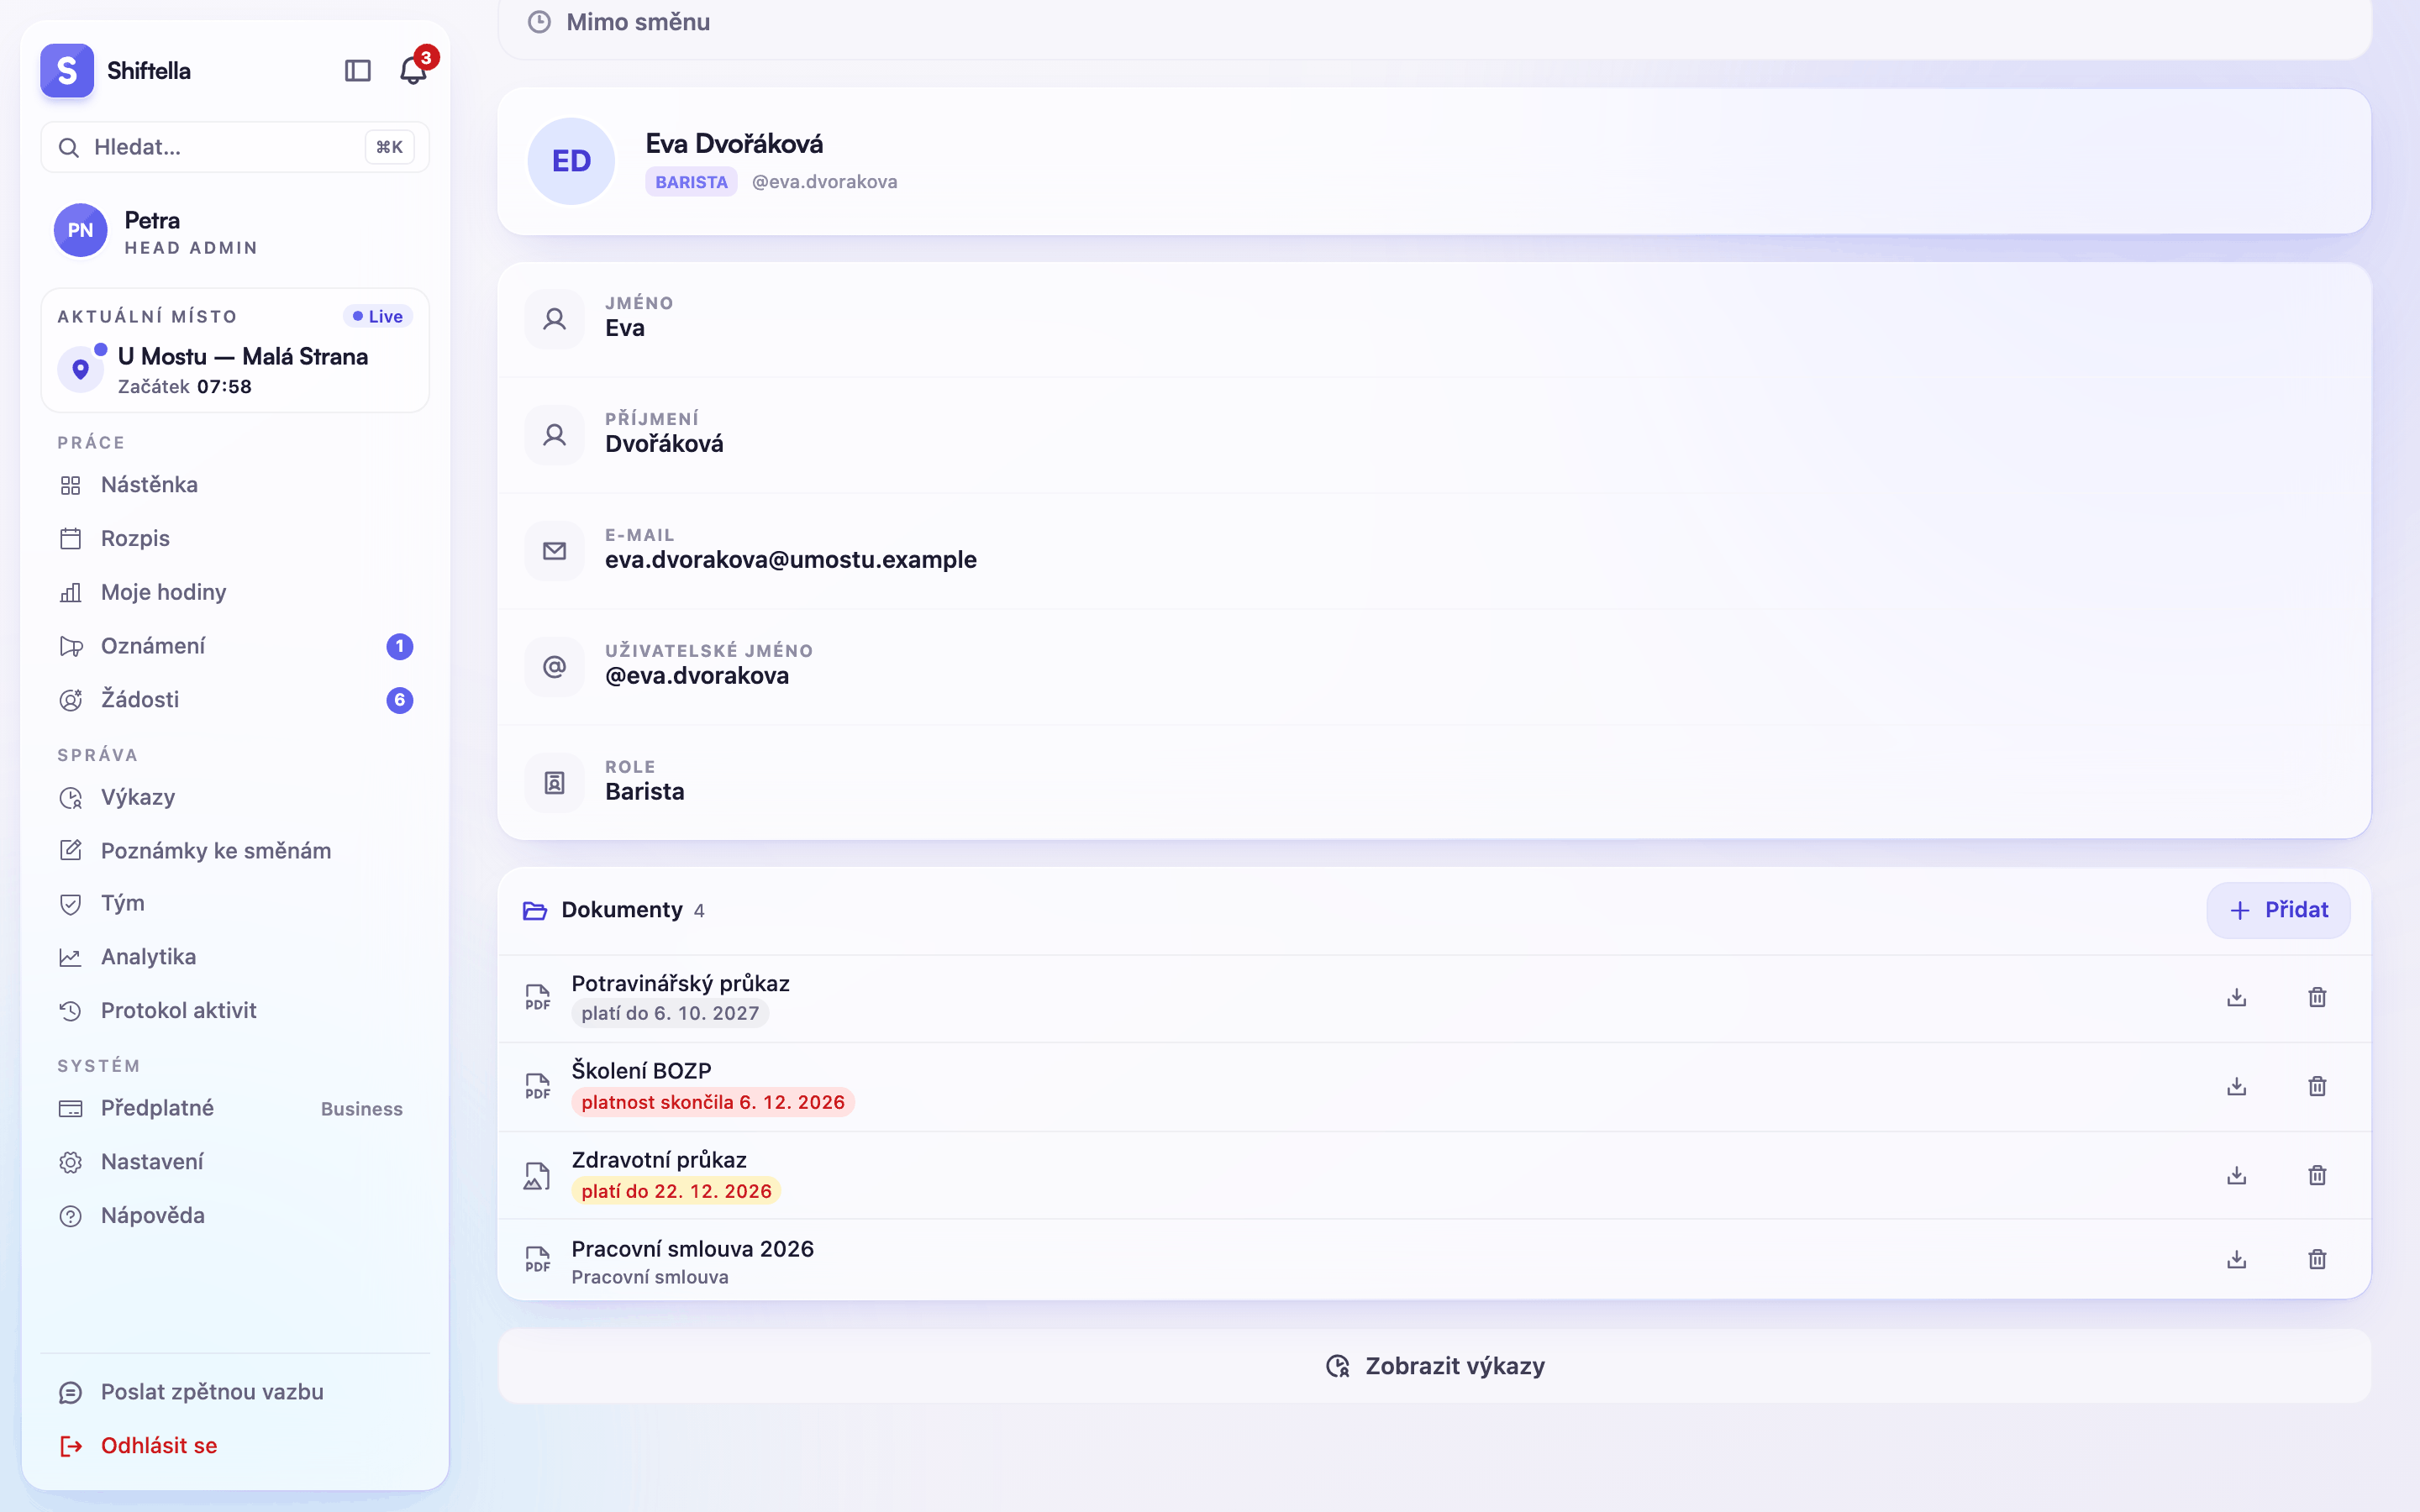 S
Shiftella
3
Hledat...
⌘K
PN
Petra
HEAD ADMIN
AKTUÁLNÍ MÍSTO
Live
U Mostu — Malá Strana
Začátek 07:58
PRÁCE
Nástěnka
Rozpis
Moje hodiny
Oznámení
1
Žádosti
6
SPRÁVA
Výkazy
Poznámky ke směnám
Tým
Analytika
Protokol aktivit
SYSTÉM
Předplatné
Business
Nastavení
Nápověda
Poslat zpětnou vazbu
Odhlásit se
Mimo směnu
ED
Eva Dvořáková
BARISTA
@eva.dvorakova
JMÉNO
Eva
PŘÍJMENÍ
Dvořáková
E-MAIL
eva.dvorakova@umostu.example
UŽIVATELSKÉ JMÉNO
@eva.dvorakova
ROLE
Barista
Dokumenty 4
Přidat
PDF
Potravinářský průkaz
platí do 6. 10. 2027
PDF
Školení BOZP
platnost skončila 6. 12. 2026
Zdravotní průkaz
platí do 22. 12. 2026
PDF
Pracovní smlouva 2026
Pracovní smlouva
Zobrazit výkazy